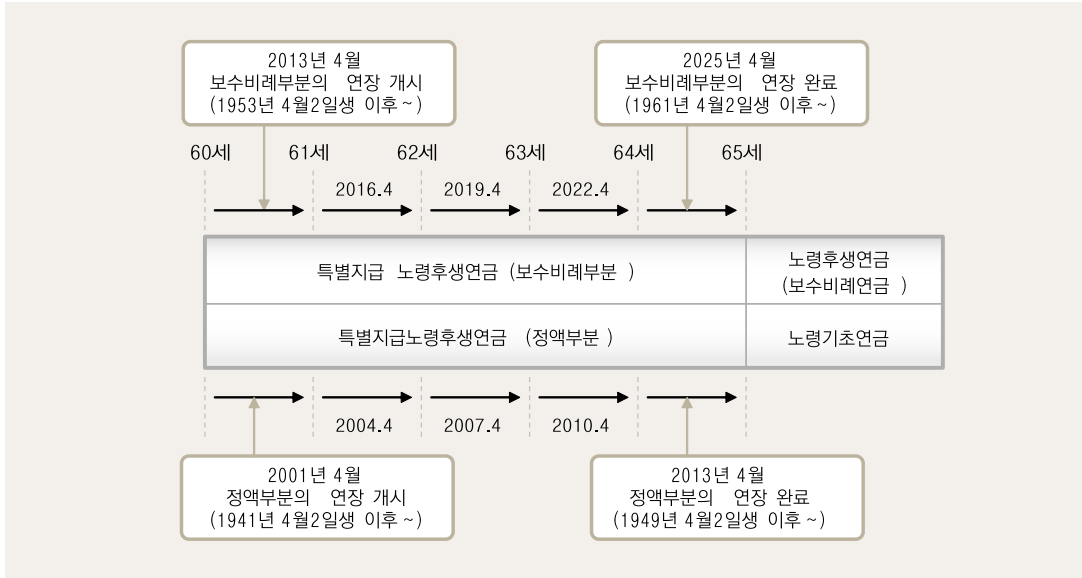 2013년 4월
보수비례부분의 연장 개시
(1953년 4월2일생 이후~)
2025년 4월
보수비례부분의 연장 완료
(1961년 4월2일생 이후~)
60세 61세 62세 63세 64세 65세
2016.4 2019.4 2022.4
특별지급 노령후생연금 (보수비례부분 )
노령후생연금
(보수비례연금 )
특별지급노령후생연금 (정액부분 )
노령기초연금
2004.4 2007.4 2010.4
2001년 4월
정액부분의 연장 개시
(1941년 4월2일생 이후~)
2013년 4월
정액부분의 연장 완료
(1949년 4월2일생 이후~)